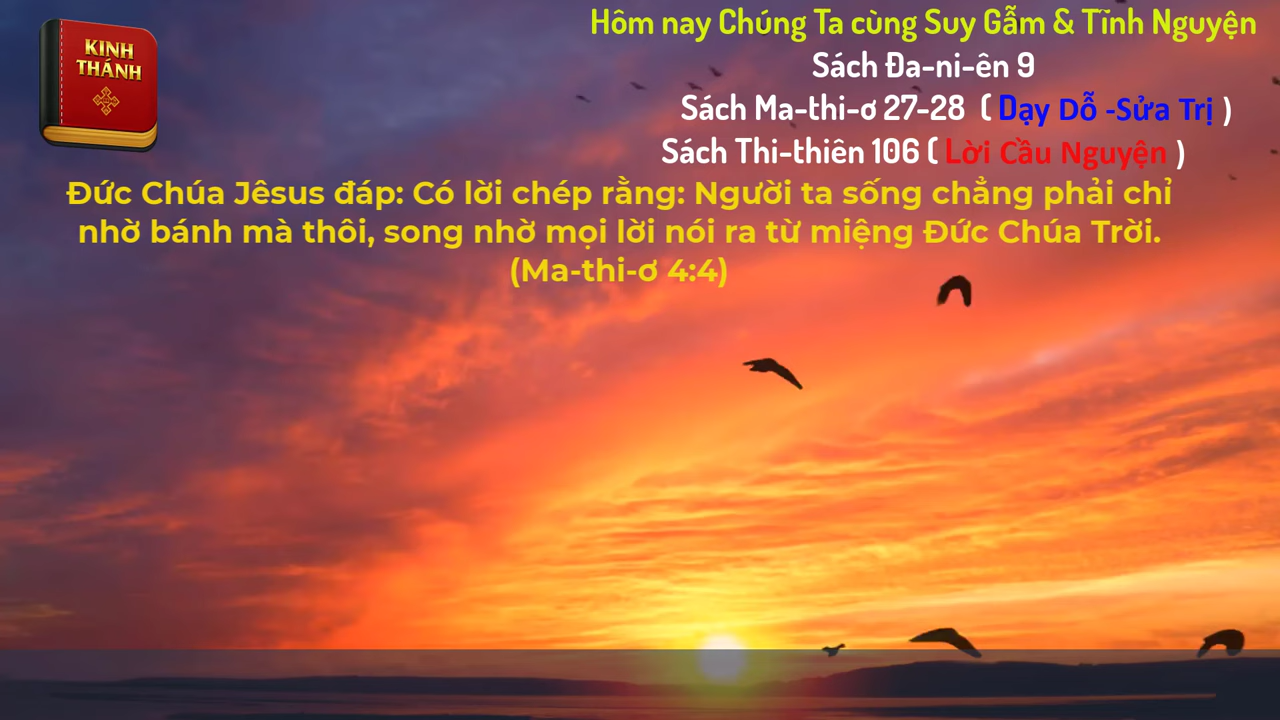 KINH
THÁNH
Hôm nay Chúng Ta cùng Suy Gẫm & Tĩnh Nguyện
Sách Đa-ni-ên 9
Sách Ma-thi-ơ 27-28 ( Dạy Dỗ -Sửa Trị )
Sách Thi-thiên 106 ( Lời Cầu Nguyện )
Đức Chúa Jêsus đáp: Có lời chép rằng: Người ta sống chẳng phải chỉ
nhờ bánh mà thôi, song nhờ mọi lời nói ra từ miệng Đức Chúa Trời.
(Ma-thi-ơ 4:4)